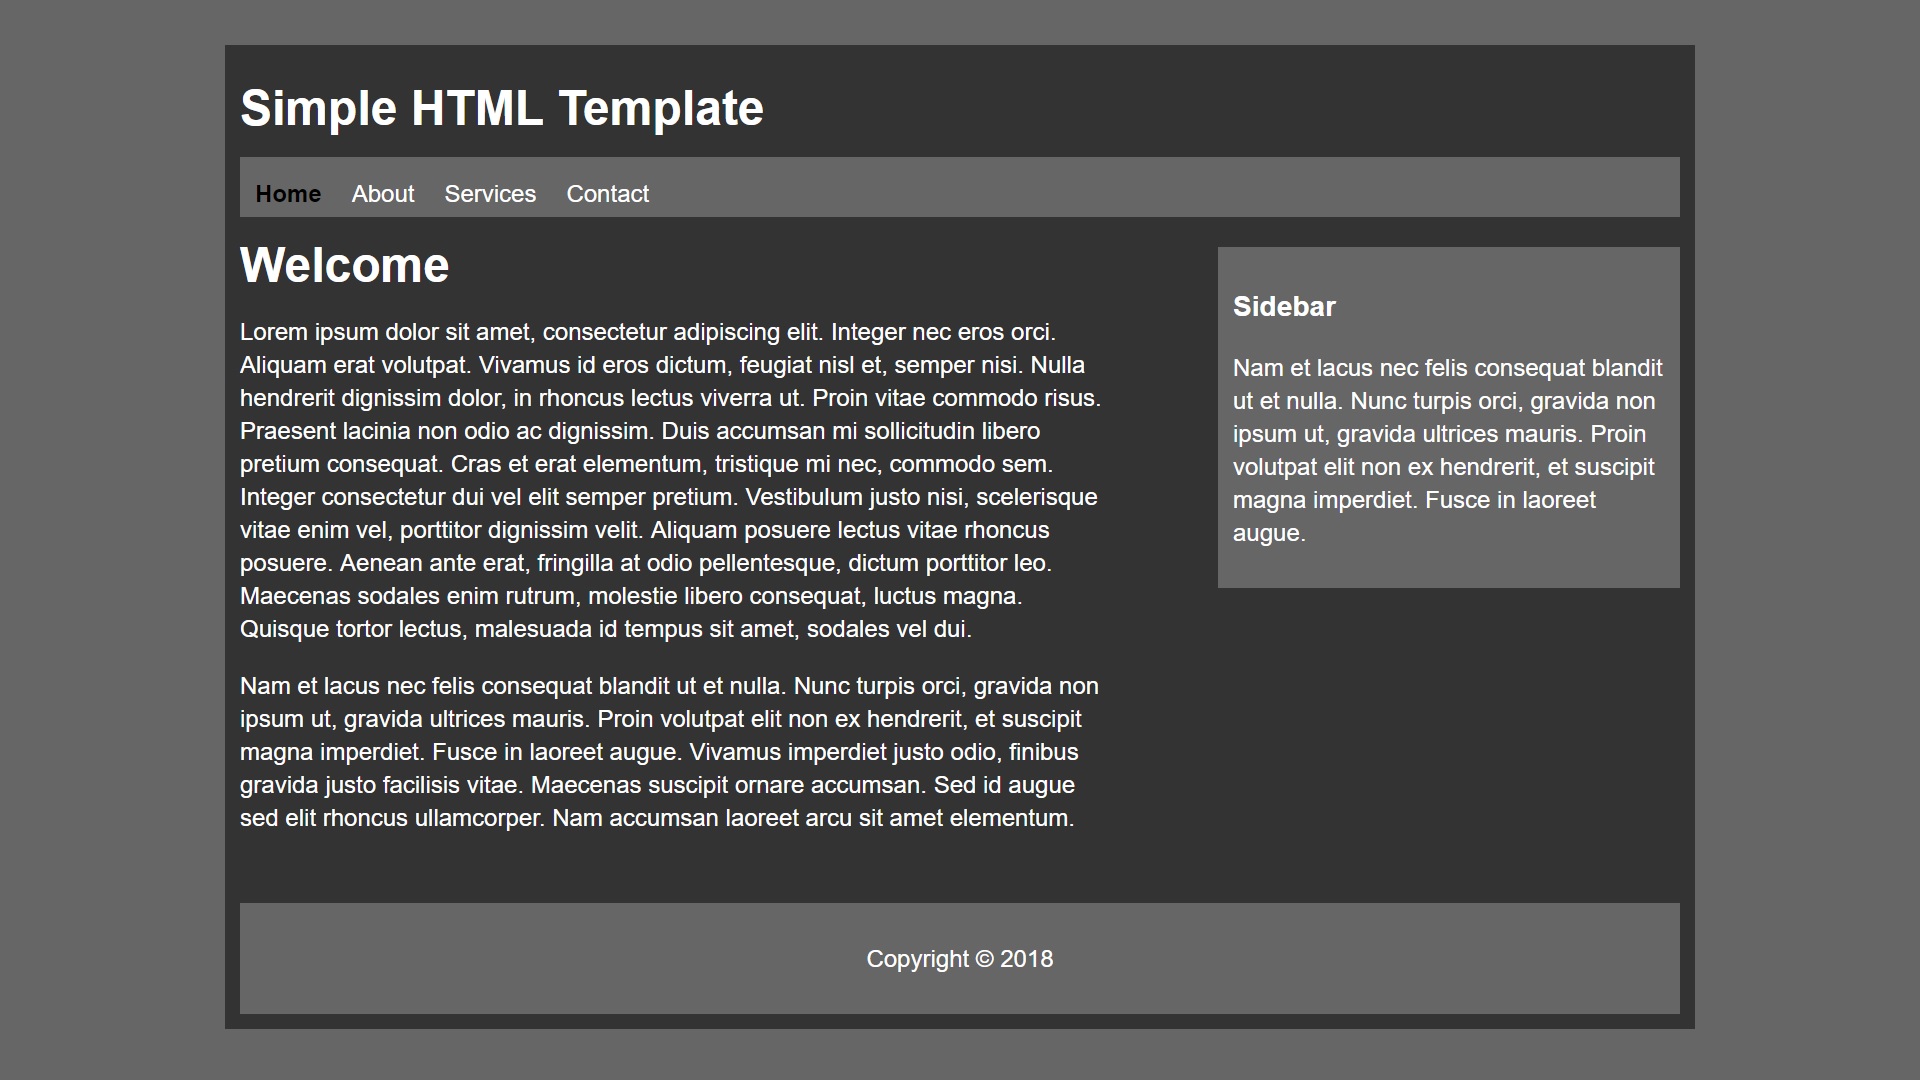 Simple HTML Template
Home About Services Contact
Welcome
Lorem ipsum dolor sit amet, consectetur adipiscing elit. Integer nec eros orci.
Aliquam erat volutpat. Vivamus id eros dictum, feugiat nisl et, semper nisi. Nulla
hendrerit dignissim dolor, in rhoncus lectus viverra ut. Proin vitae commodo risus.
Praesent lacinia non odio ac dignissim. Duis accumsan mi sollicitudin libero
pretium consequat. Cras et erat elementum, tristique mi nec, commodo sem.
Integer consectetur dui vel elit semper pretium. Vestibulum justo nisi, scelerisque
vitae enim vel, porttitor dignissim velit. Aliquam posuere lectus vitae rhoncus
posuere. Aenean ante erat, fringilla at odio pellentesque, dictum porttitor leo.
Maecenas sodales enim rutrum, molestie libero consequat, luctus magna.
Quisque tortor lectus, malesuada id tempus sit amet, sodales vel dui.
Nam et lacus nec felis consequat blandit ut et nulla. Nunc turpis orci, gravida non
ipsum ut, gravida ultrices mauris. Proin volutpat elit non ex hendrerit, et suscipit
magna imperdiet. Fusce in laoreet augue. Vivamus imperdiet justo odio, finibus
gravida justo facilisis vitae. Maecenas suscipit ornare accumsan. Sed id augue
sed elit rhoncus ullamcorper. Nam accumsan laoreet arcu sit amet elementum.
Sidebar
Nam et lacus nec felis consequat blandit
ut et nulla. Nunc turpis orci, gravida non
ipsum ut, gravida ultrices mauris. Proin
volutpat elit non ex hendrerit, et suscipit
magna imperdiet. Fusce in laoreet
augue.
Copyright © 2018